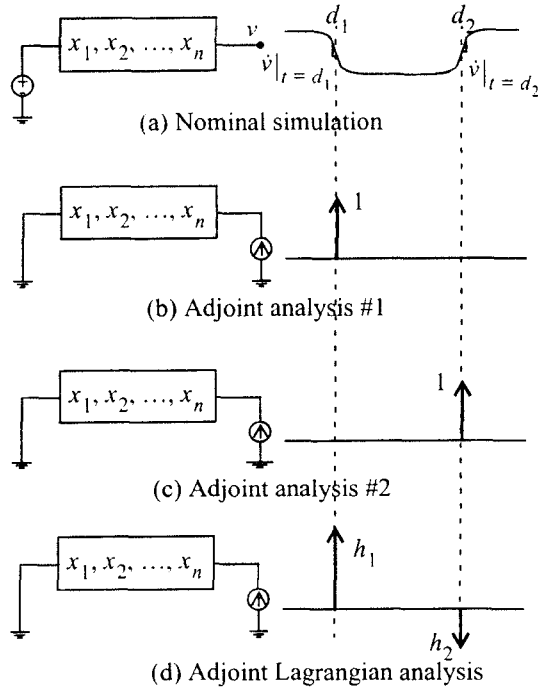 d₁ d₂
x₁, x₂, …, xₙ v
+
v̇|ₜ ₌ d₁ v̇|ₜ ₌ d₂
(a) Nominal simulation
x₁, x₂, …, xₙ 1
(b) Adjoint analysis #1
x₁, x₂, …, xₙ 1
(c) Adjoint analysis #2
x₁, x₂, …, xₙ h₁
h₂
(d) Adjoint Lagrangian analysis